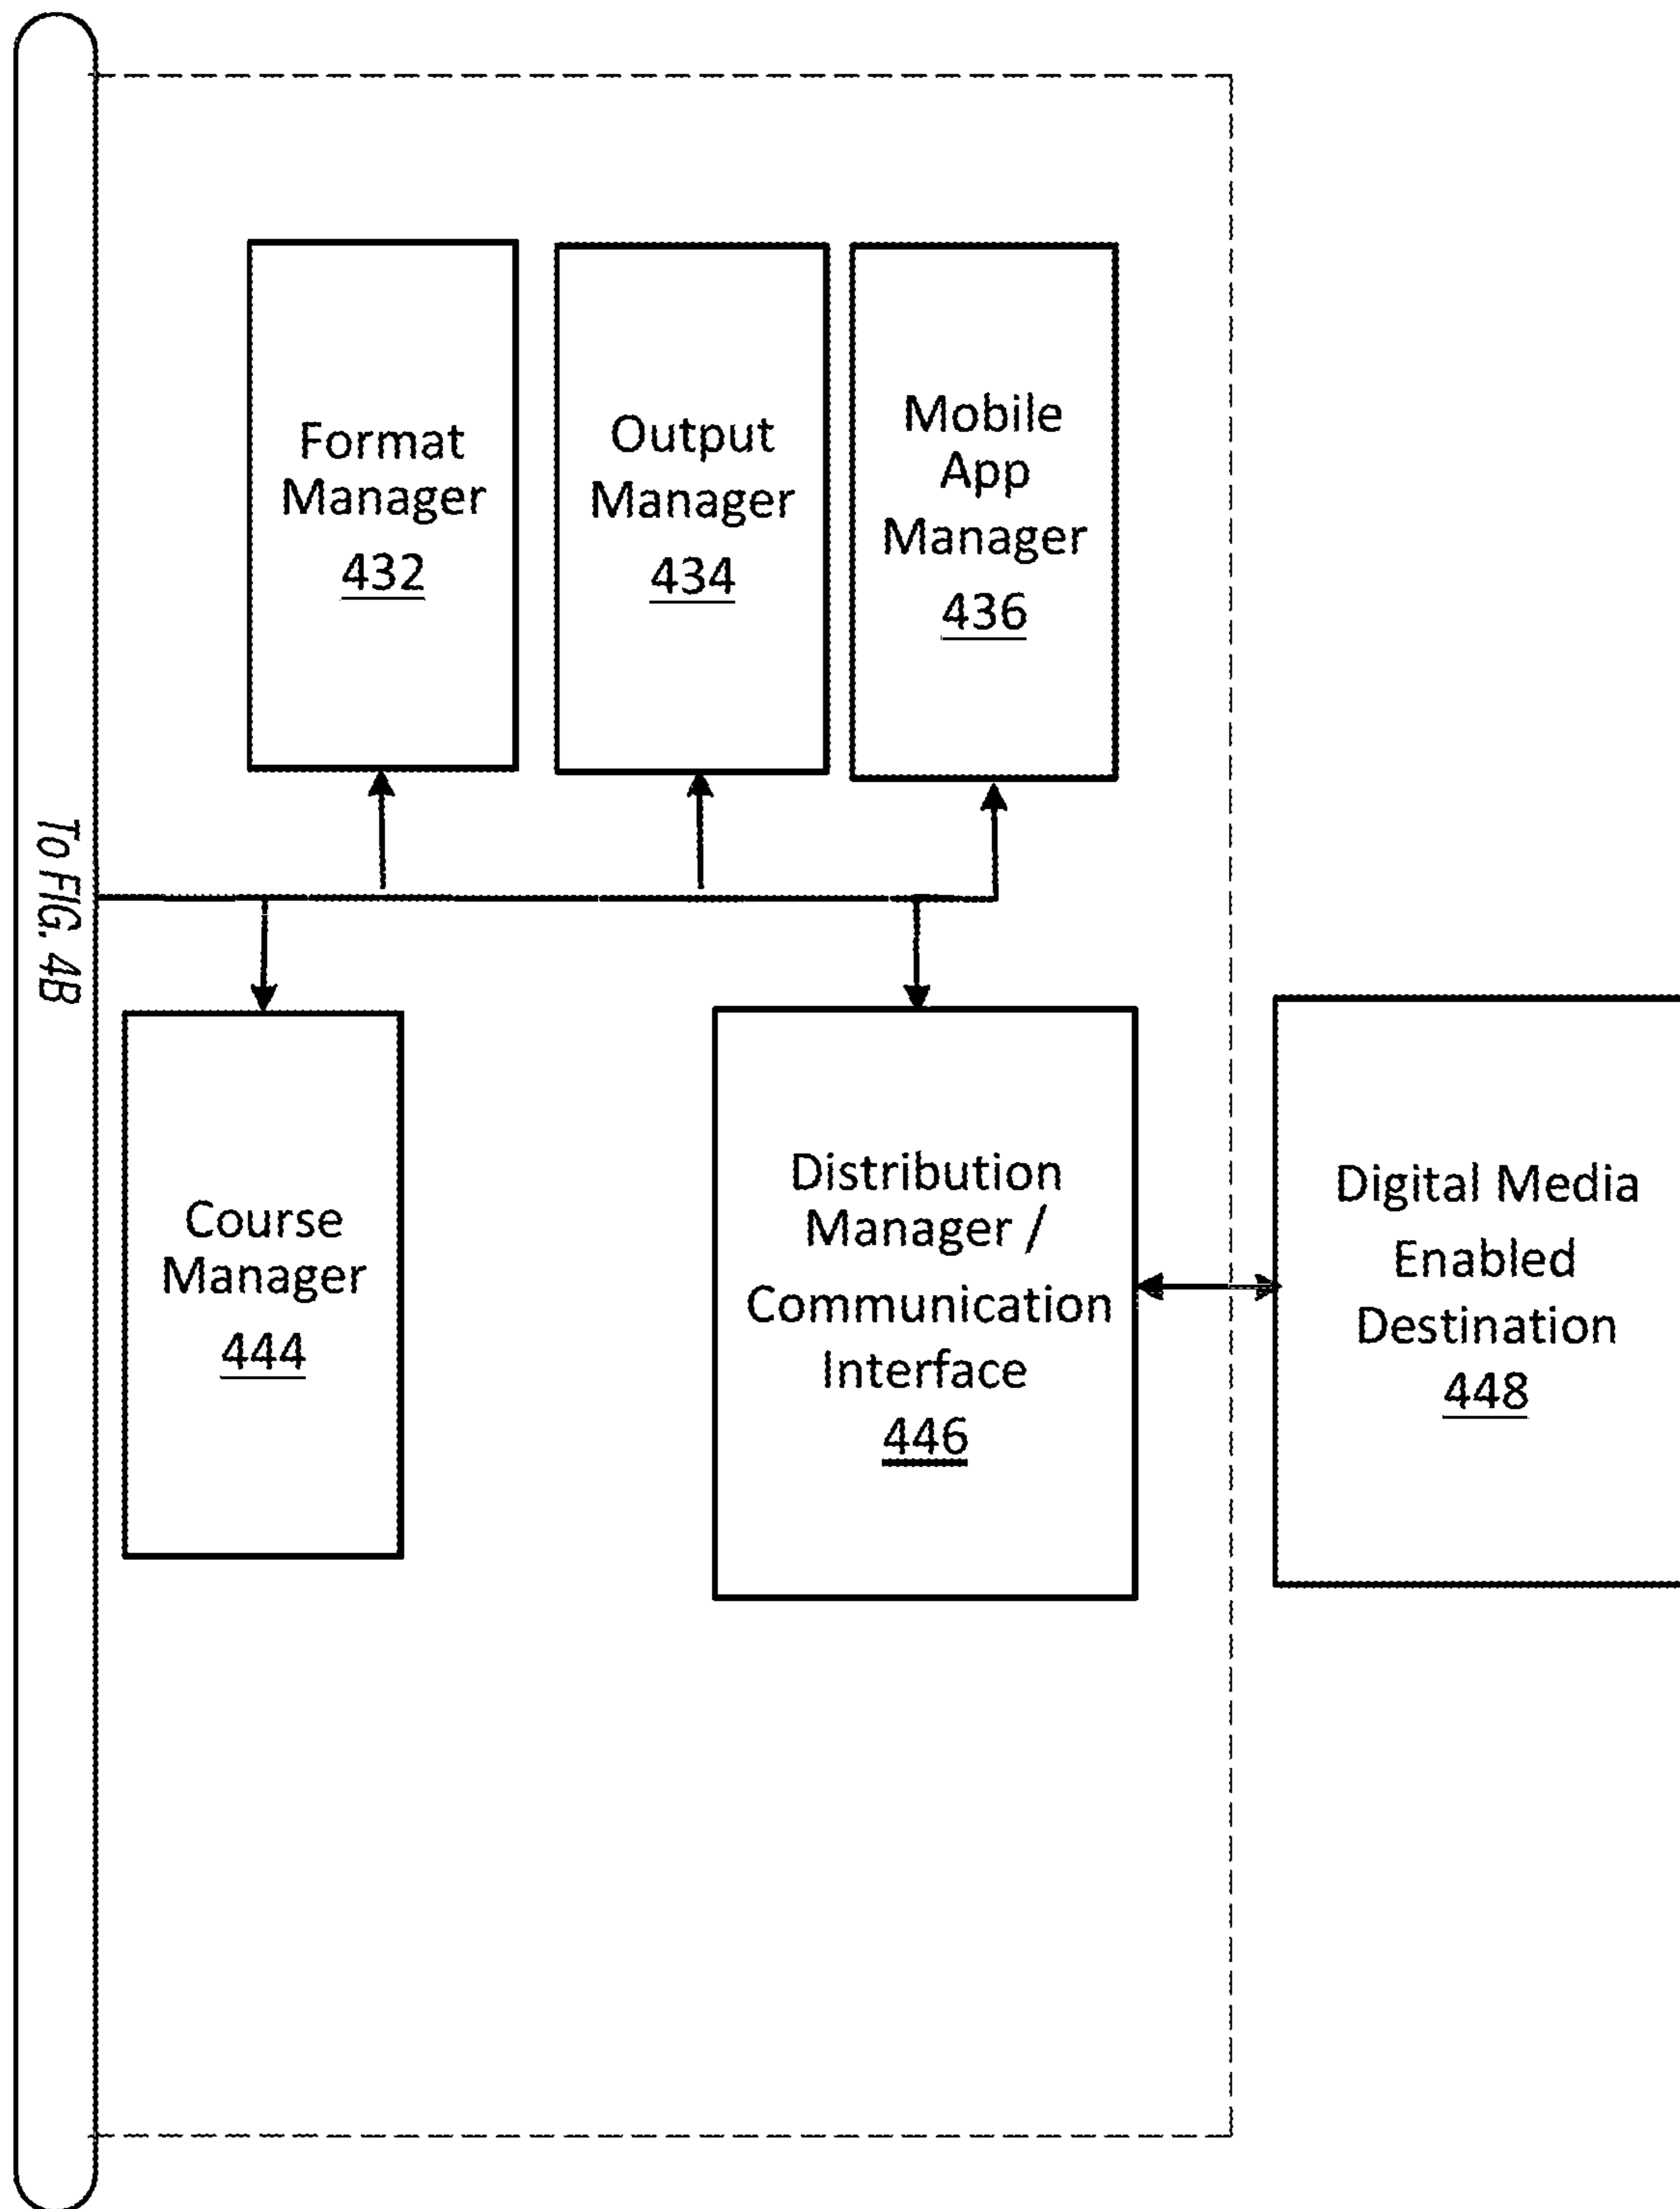 Format
Manager
432
Output
Manager
434
Mobile
App
Manager
436
To FIG. 4B
Course
Manager
444
Distribution
Manager /
Communication
Interface
446
Digital Media
Enabled
Destination
448